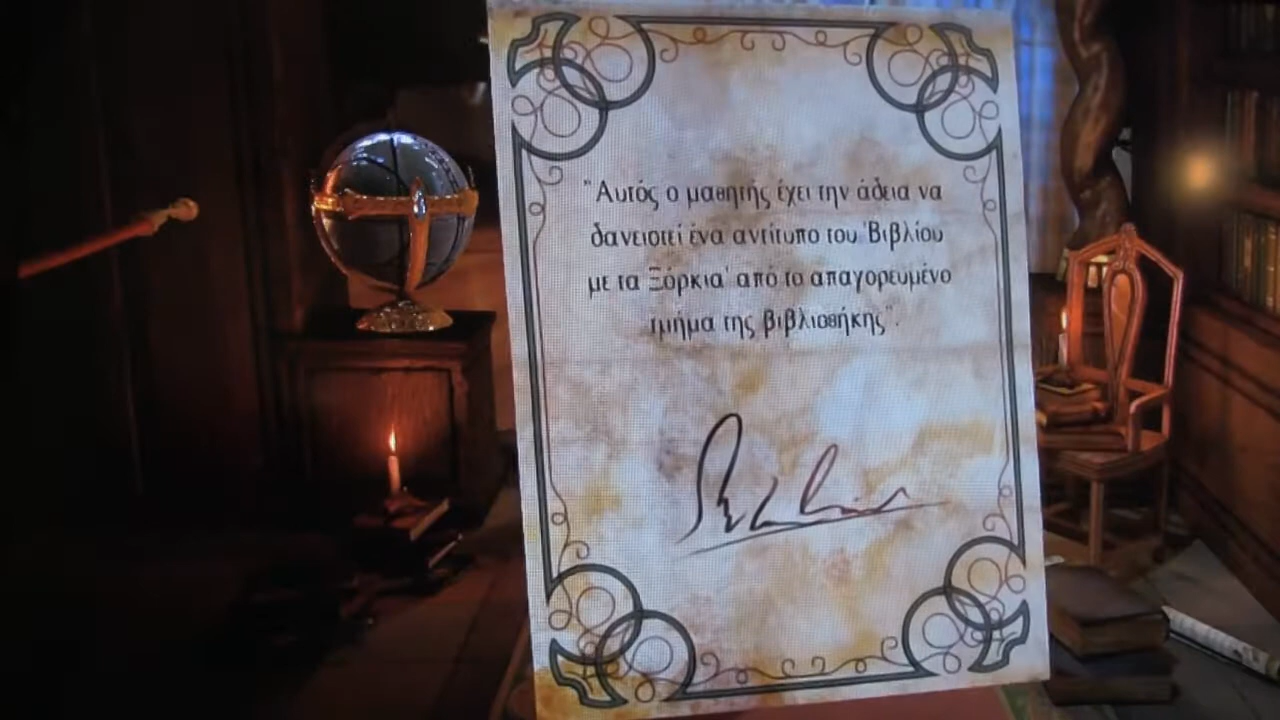 "Αυτός ο μαθητής έχει την άδεια να
δανειστεί ένα αντίτυπο του 'Βιβλίου
με τα Ξόρκια' από το απαγορευμένο
τμήμα της βιβλιοθήκης".